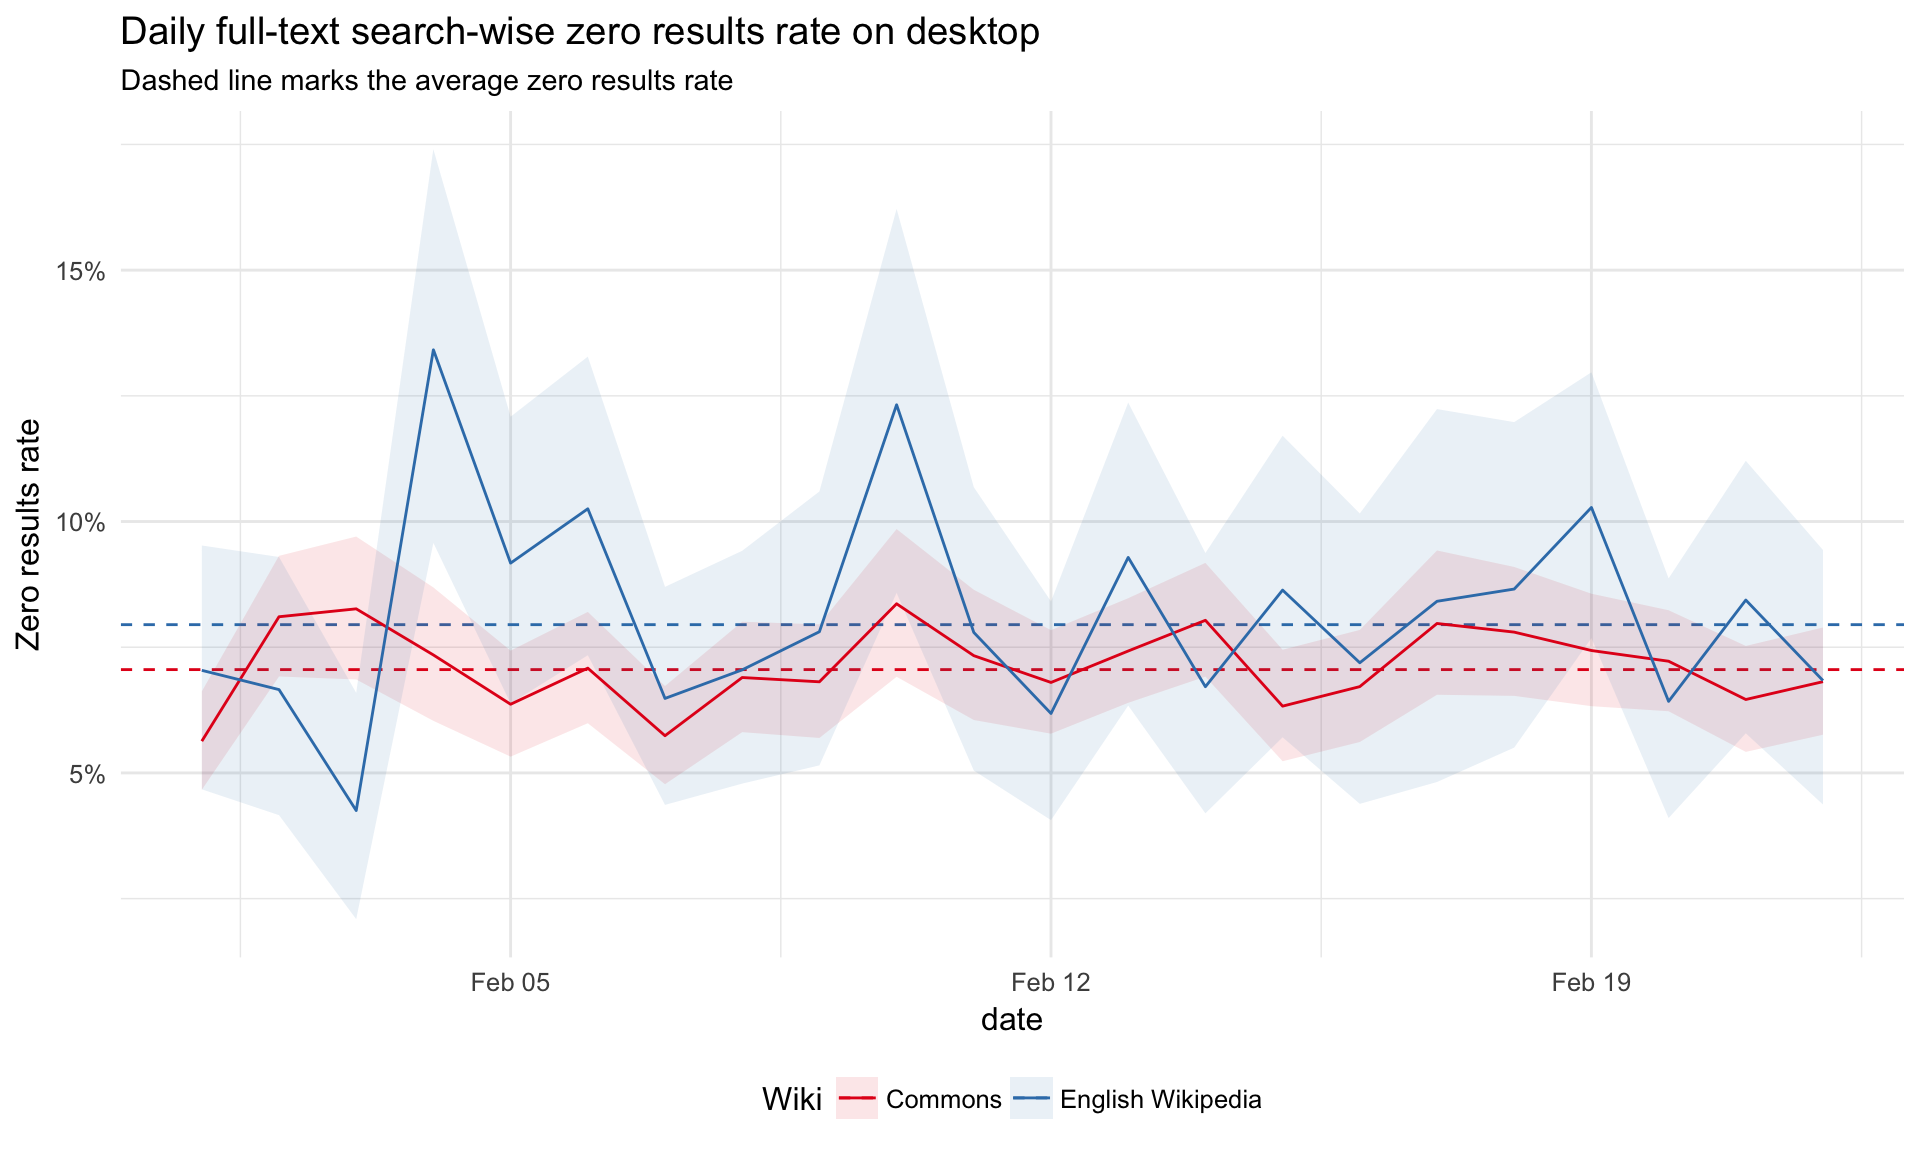 Daily full-text search-wise zero results rate on desktop
Dashed line marks the average zero results rate
Zero results rate
15%
10%
5%
Feb 05 Feb 12 Feb 19
date
Wiki Commons English Wikipedia